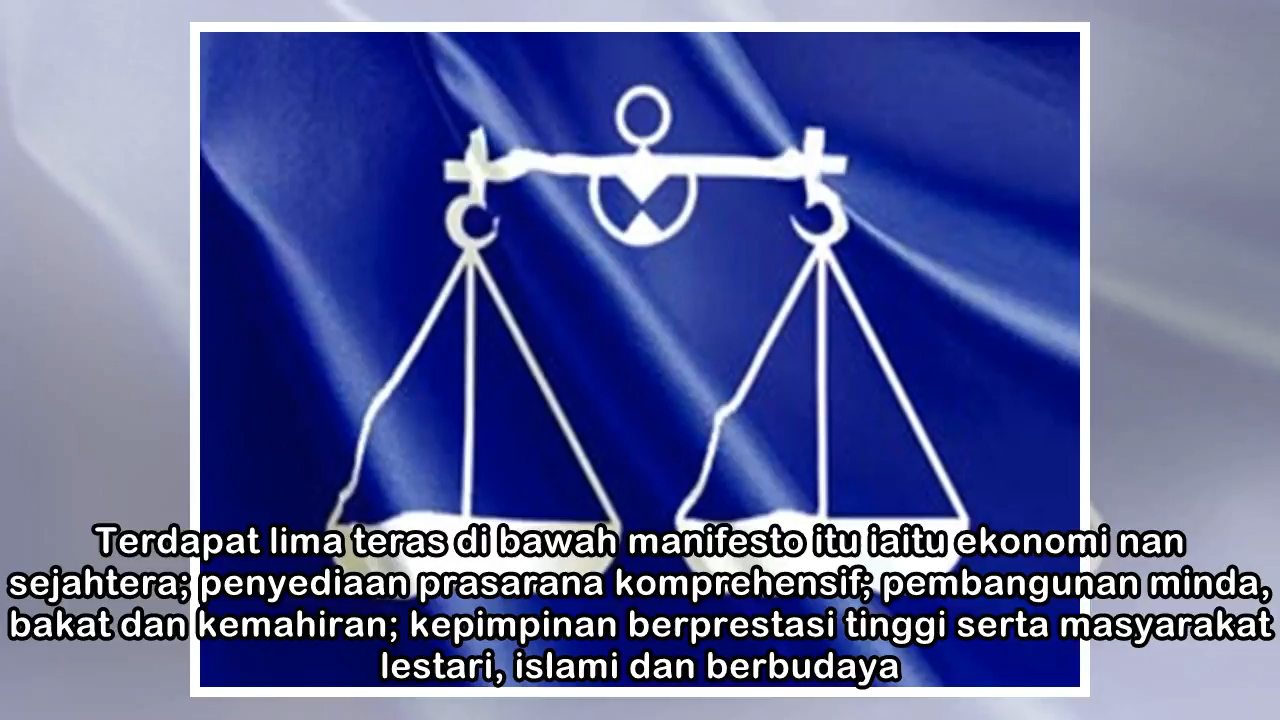 Terdapat lima teras di bawah manifesto itu iaitu ekonomi nan
sejahtera; penyediaan prasarana komprehensif; pembangunan minda,
bakat dan kemahiran; kepimpinan berprestasi tinggi serta masyarakat
lestari, islami dan berbudaya